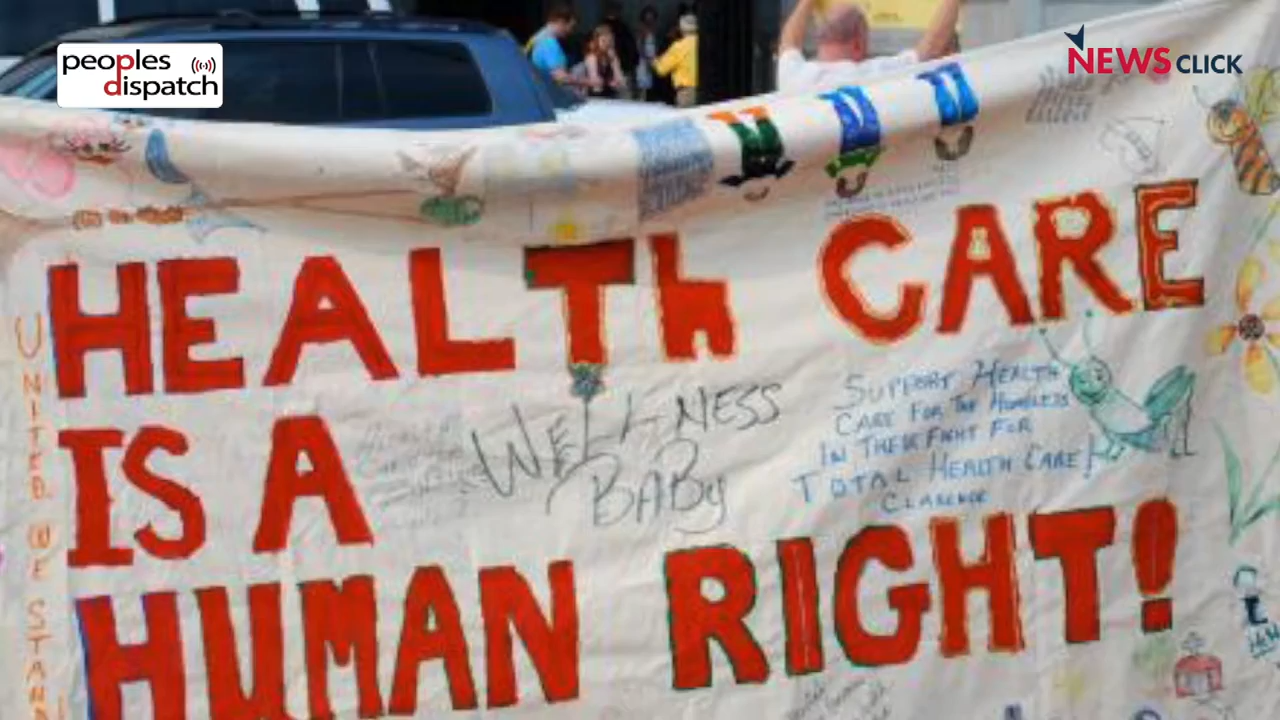 peoples
dispatch
NEWSCLICK
HEALTh CARE
IS A
HUMAN RIGHT!
UNITED WE STAND
WELLNESS
BABy
SUPPORT HEALTH
CARE FOR THE HOMELESS
IN THEIR FIGHT FOR
TOTAL HEALTH CARE!
CLARENCE